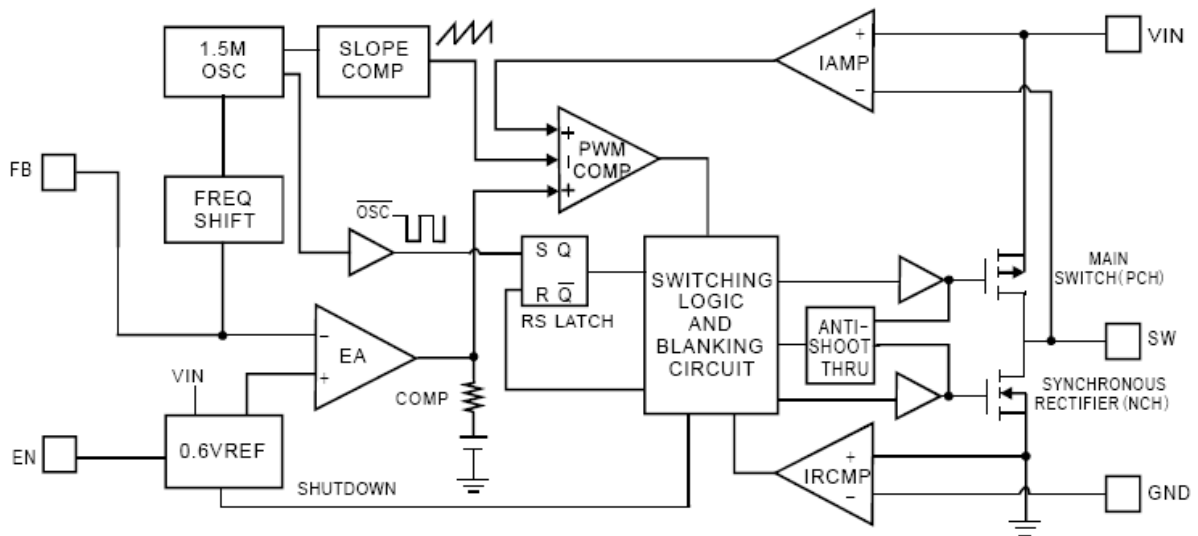 1.5M
OSC
SLOPE
COMP
+
IAMP
−
VIN
FB
FREQ
SHIFT
+
PWM
COMP
+
OSC
S Q
R Q
RS LATCH
SWITCHING
LOGIC
AND
BLANKING
CIRCUIT
MAIN
SWITCH(PCH)
ANTI-
SHOOT
THRU
SW
−
EA
+
VIN
COMP
SYNCHRONOUS
RECTIFIER(NCH)
EN
0.6VREF
SHUTDOWN
+
IRCMP
−
GND